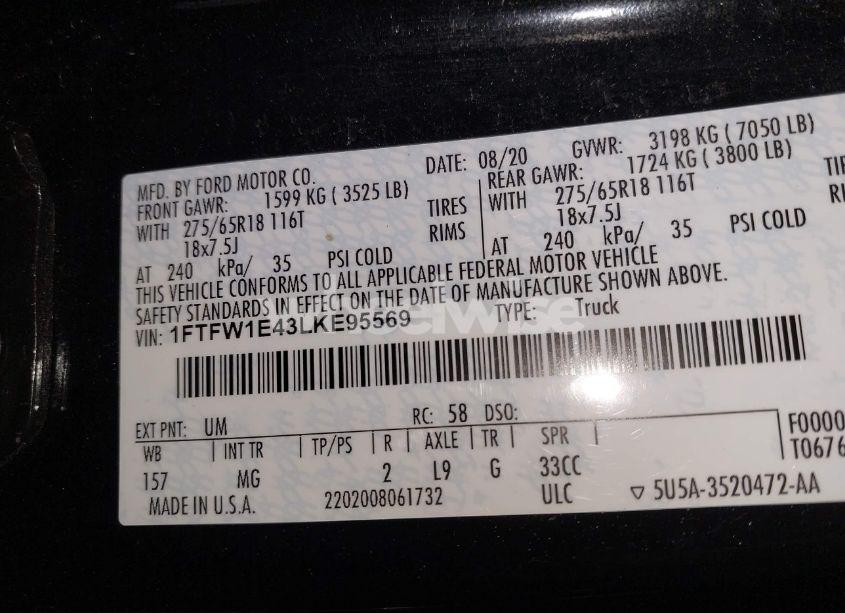 MFD. BY FORD MOTOR CO. DATE: 08/20 GVWR: 3198 KG ( 7050 LB)
FRONT GAWR: 1599 KG ( 3525 LB) REAR GAWR: 1724 KG ( 3800 LB)
WITH 275/65R18 116T TIRES WITH 275/65R18 116T
18x7.5J RIMS 18x7.5J
AT 240 kPa/ 35 PSI COLD AT 240 kPa/ 35 PSI COLD
THIS VEHICLE CONFORMS TO ALL APPLICABLE FEDERAL MOTOR VEHICLE
SAFETY STANDARDS IN EFFECT ON THE DATE OF MANUFACTURE SHOWN ABOVE.
VIN: 1FTFW1E43LKE95569 TYPE: Truck
EXT PNT: UM RC: 58 DSO:
WB INT TR TP/PS R AXLE TR SPR
157 MG 2 L9 G 33CC
MADE IN U.S.A. 2202008061732 ULC
F0000
T0676
5U5A-3520472-AA